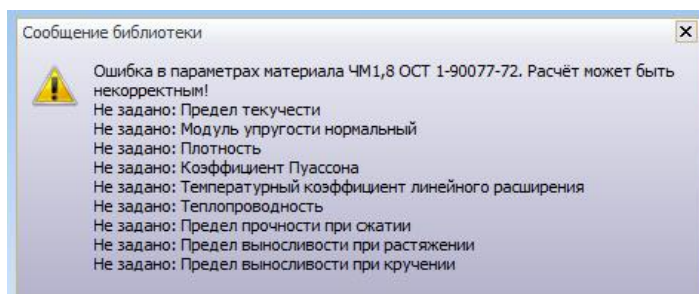 Сообщение библиотеки
Ошибка в параметрах материала ЧМ1,8 ОСТ 1-90077-72. Расчёт может быть
некорректным!
Не задано: Предел текучести
Не задано: Модуль упругости нормальный
Не задано: Плотность
Не задано: Коэффициент Пуассона
Не задано: Температурный коэффициент линейного расширения
Не задано: Теплопроводность
Не задано: Предел прочности при сжатии
Не задано: Предел выносливости при растяжении
Не задано: Предел выносливости при кручении